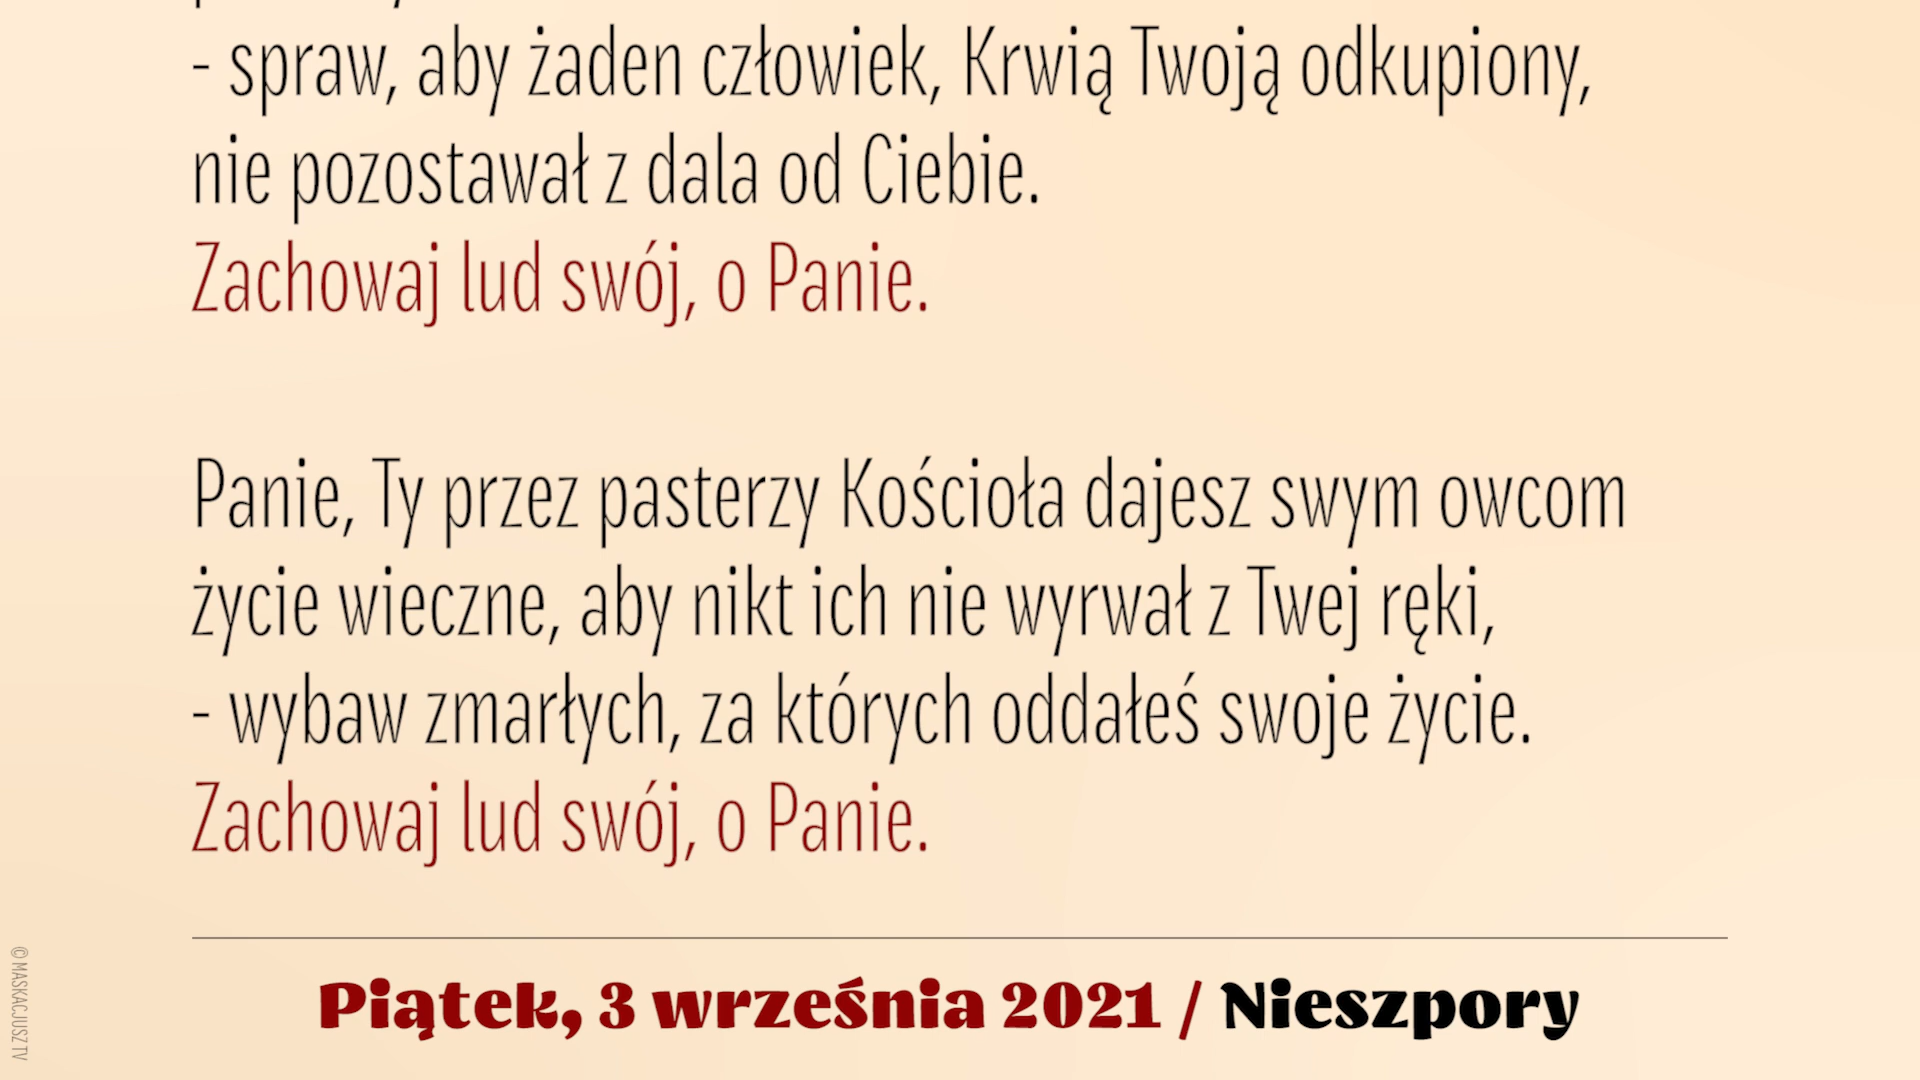 - spraw, aby żaden człowiek, Krwią Twoją odkupiony,
nie pozostawał z dala od Ciebie.
Zachowaj lud swój, o Panie.
Panie, Ty przez pasterzy Kościoła dajesz swym owcom
życie wieczne, aby nikt ich nie wyrwał z Twej ręki,
- wybaw zmarłych, za których oddałeś swoje życie.
Zachowaj lud swój, o Panie.
Piątek, 3 września 2021 / Nieszpory
© MASKACJUSZ TV